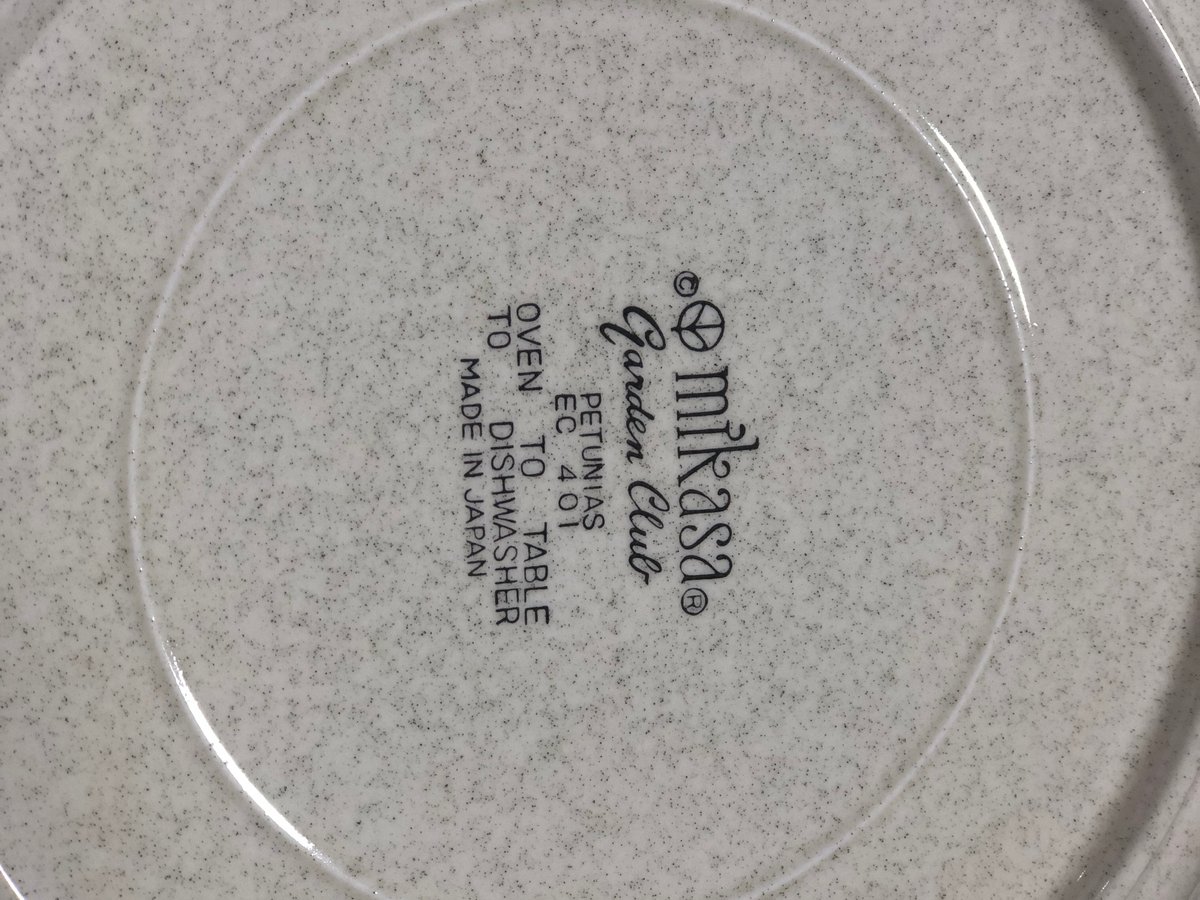 © mikasa ®
Garden Club
PETUNIAS
EC 401
OVEN TO TABLE
TO DISHWASHER
MADE IN JAPAN